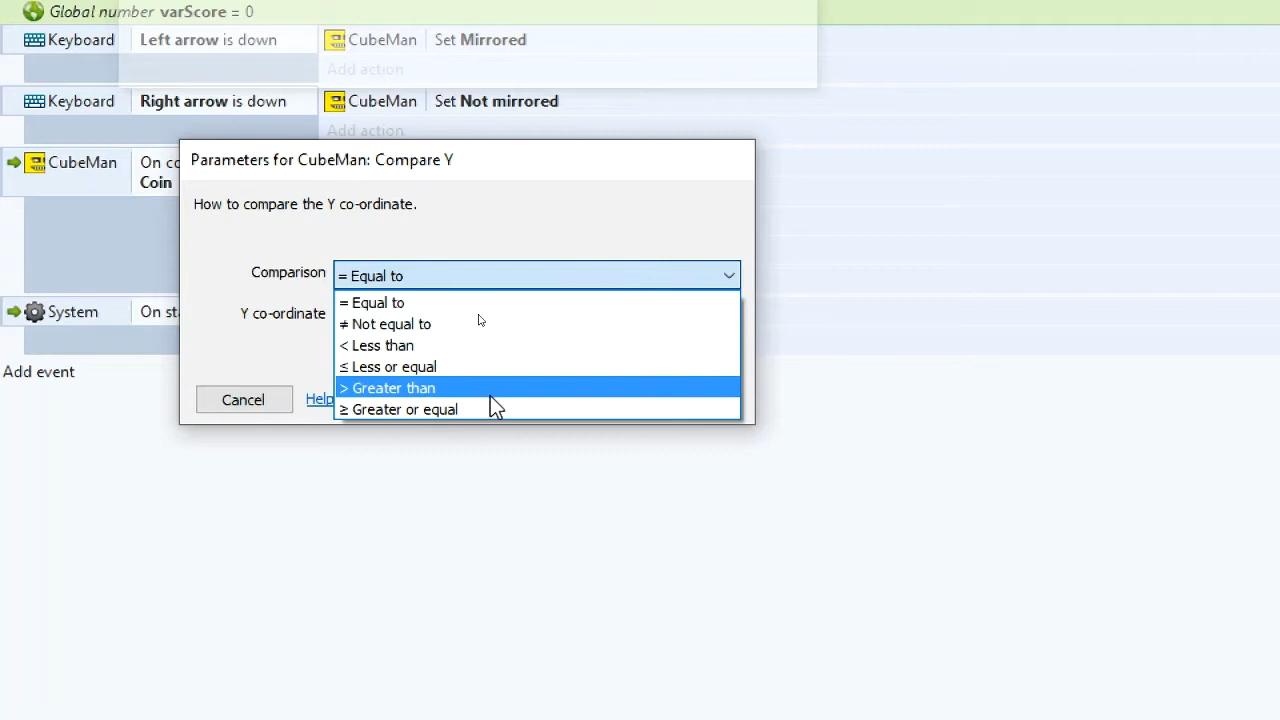 Global number varScore = 0
Keyboard Left arrow is down CubeMan Set Mirrored
Add action
Keyboard Right arrow is down CubeMan Set Not mirrored
Add action
Parameters for CubeMan: Compare Y
CubeMan On co
Coin
How to compare the Y co-ordinate.
Comparison = Equal to
= Equal to
System On sta
Y co-ordinate
≠ Not equal to
< Less than
≤ Less or equal
Add event
> Greater than
Cancel Help
≥ Greater or equal